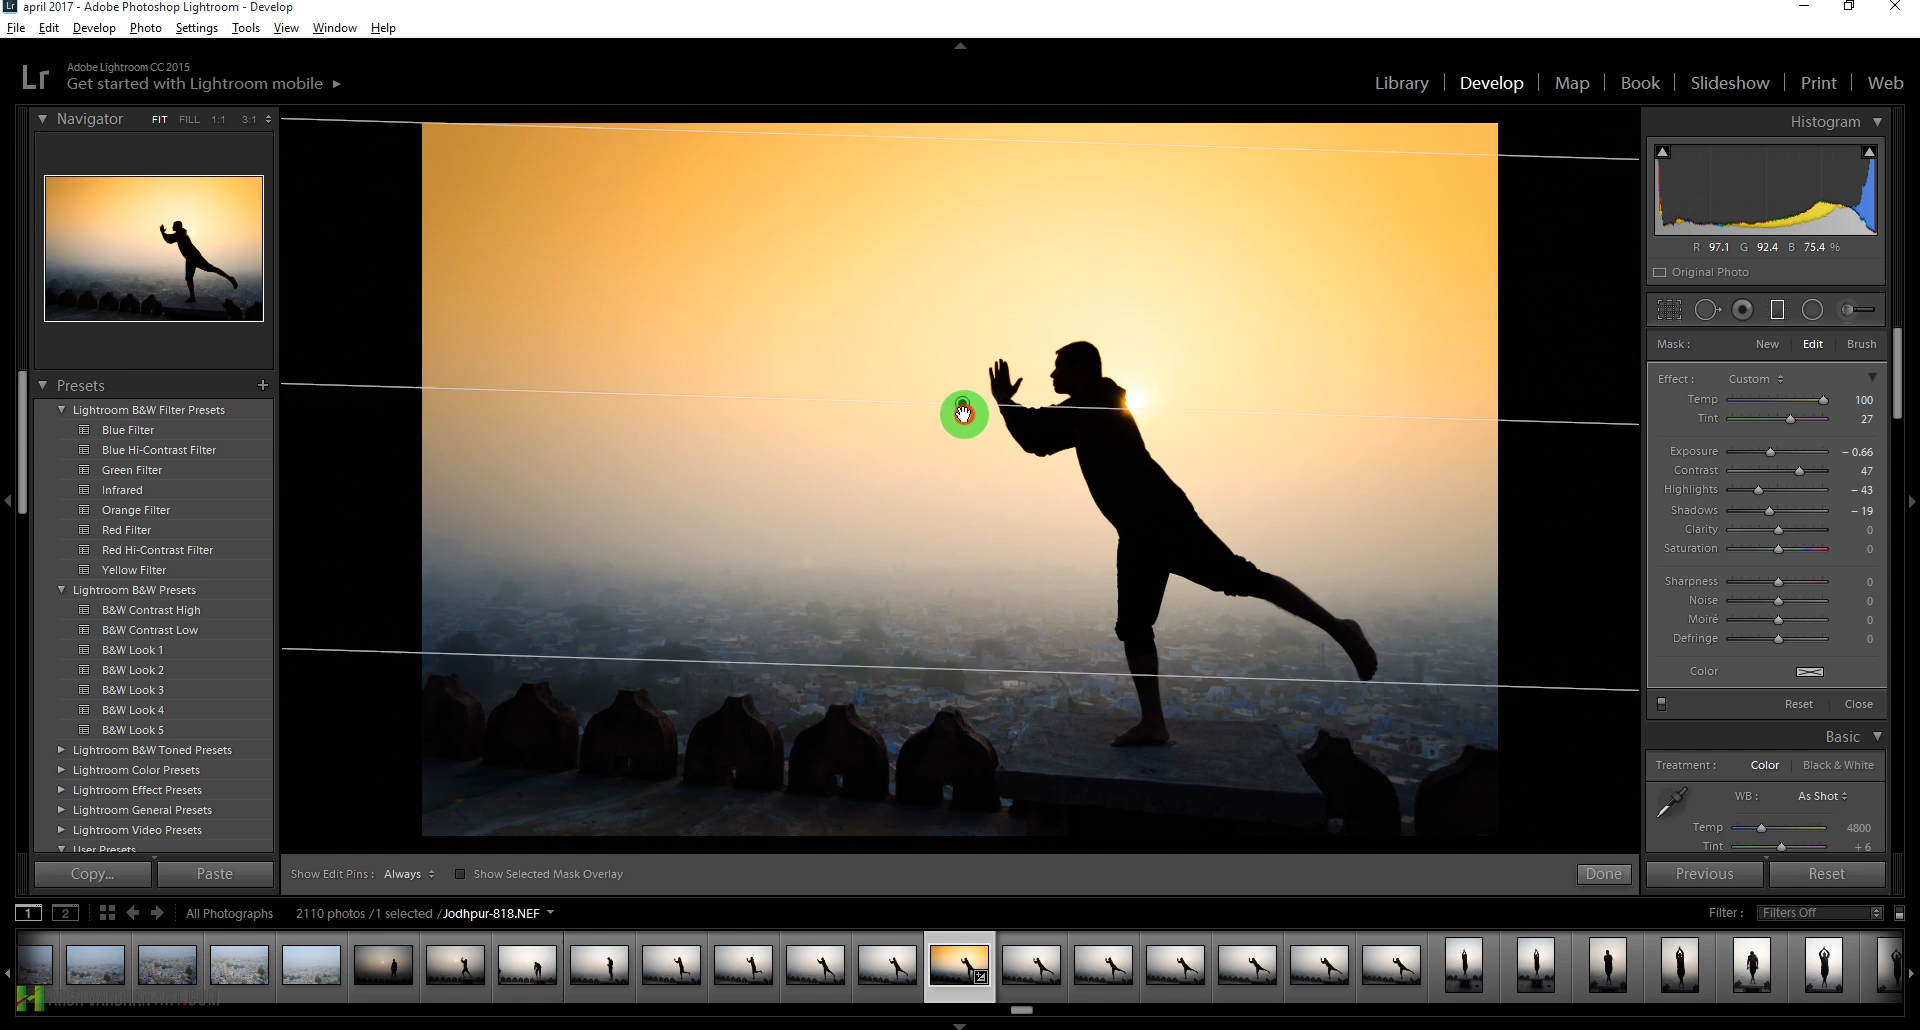 Lr april 2017 - Adobe Photoshop Lightroom - Develop
File Edit Develop Photo Settings Tools View Window Help
Lr
Adobe Lightroom CC 2015
Get started with Lightroom mobile
Library Develop Map Book Slideshow Print Web
Navigator FIT FILL 1:1 3:1
Histogram
R 97.1 G 92.4 B 75.4 %
Original Photo
Mask : New Edit Brush
Effect : Custom
Temp 100
Tint 27
Exposure – 0.66
Contrast 47
Highlights – 43
Shadows – 19
Clarity 0
Saturation 0
Sharpness 0
Noise 0
Moiré 0
Defringe 0
Color
Reset Close
Basic
Treatment : Color Black & White
WB : As Shot
Temp 4800
Tint + 6
Previous Reset
Presets +
Lightroom B&W Filter Presets
Blue Filter
Blue Hi-Contrast Filter
Green Filter
Infrared
Orange Filter
Red Filter
Red Hi-Contrast Filter
Yellow Filter
Lightroom B&W Presets
B&W Contrast High
B&W Contrast Low
B&W Look 1
B&W Look 2
B&W Look 3
B&W Look 4
B&W Look 5
Lightroom B&W Toned Presets
Lightroom Color Presets
Lightroom Effect Presets
Lightroom General Presets
Lightroom Video Presets
User Presets
Copy... Paste
Show Edit Pins : Always Show Selected Mask Overlay Done
1 2 All Photographs 2110 photos /1 selected /Jodhpur-818.NEF
Filter : Filters Off